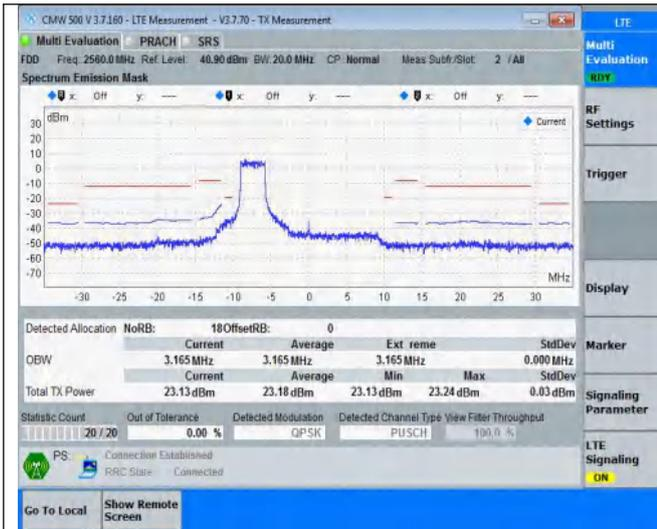 CMW 500 V 3.7.160 - LTE Measurement - V3.7.70 - TX Measurement
LTE
Multi Evaluation PRACH SRS
FDD Freq.:2560.0 MHz Ref. Level: 40.90 dBm BW: 20.0 MHz CP: Normal Meas Subfr./Slot: 2 / All
Spectrum Emission Mask
x: Off y: --- x: Off y: --- x: Off y: ---
dBm
Current
30
20
10
0
-10
-20
-30
-40
-50
-60
-70
MHz
-30 -25 -20 -15 -10 -5 0 5 10 15 20 25 30
Detected Allocation NoRB: 18 OffsetRB: 0
Current Average Extreme StdDev
OBW 3.165 MHz 3.165 MHz 3.165 MHz 0.000 MHz
Current Average Min Max StdDev
Total TX Power 23.13 dBm 23.18 dBm 23.13 dBm 23.24 dBm 0.03 dBm
Statistic Count Out of Tolerance Detected Modulation Detected Channel Type View Filter Throughput
20 / 20 0.00 % QPSK PUSCH 100.0 %
PS: Connection Established
RRC State: Connected
Multi
Evaluation
RDY
RF
Settings
Trigger
Display
Marker
Signaling
Parameter
LTE
Signaling
ON
Go To Local
Show Remote
Screen